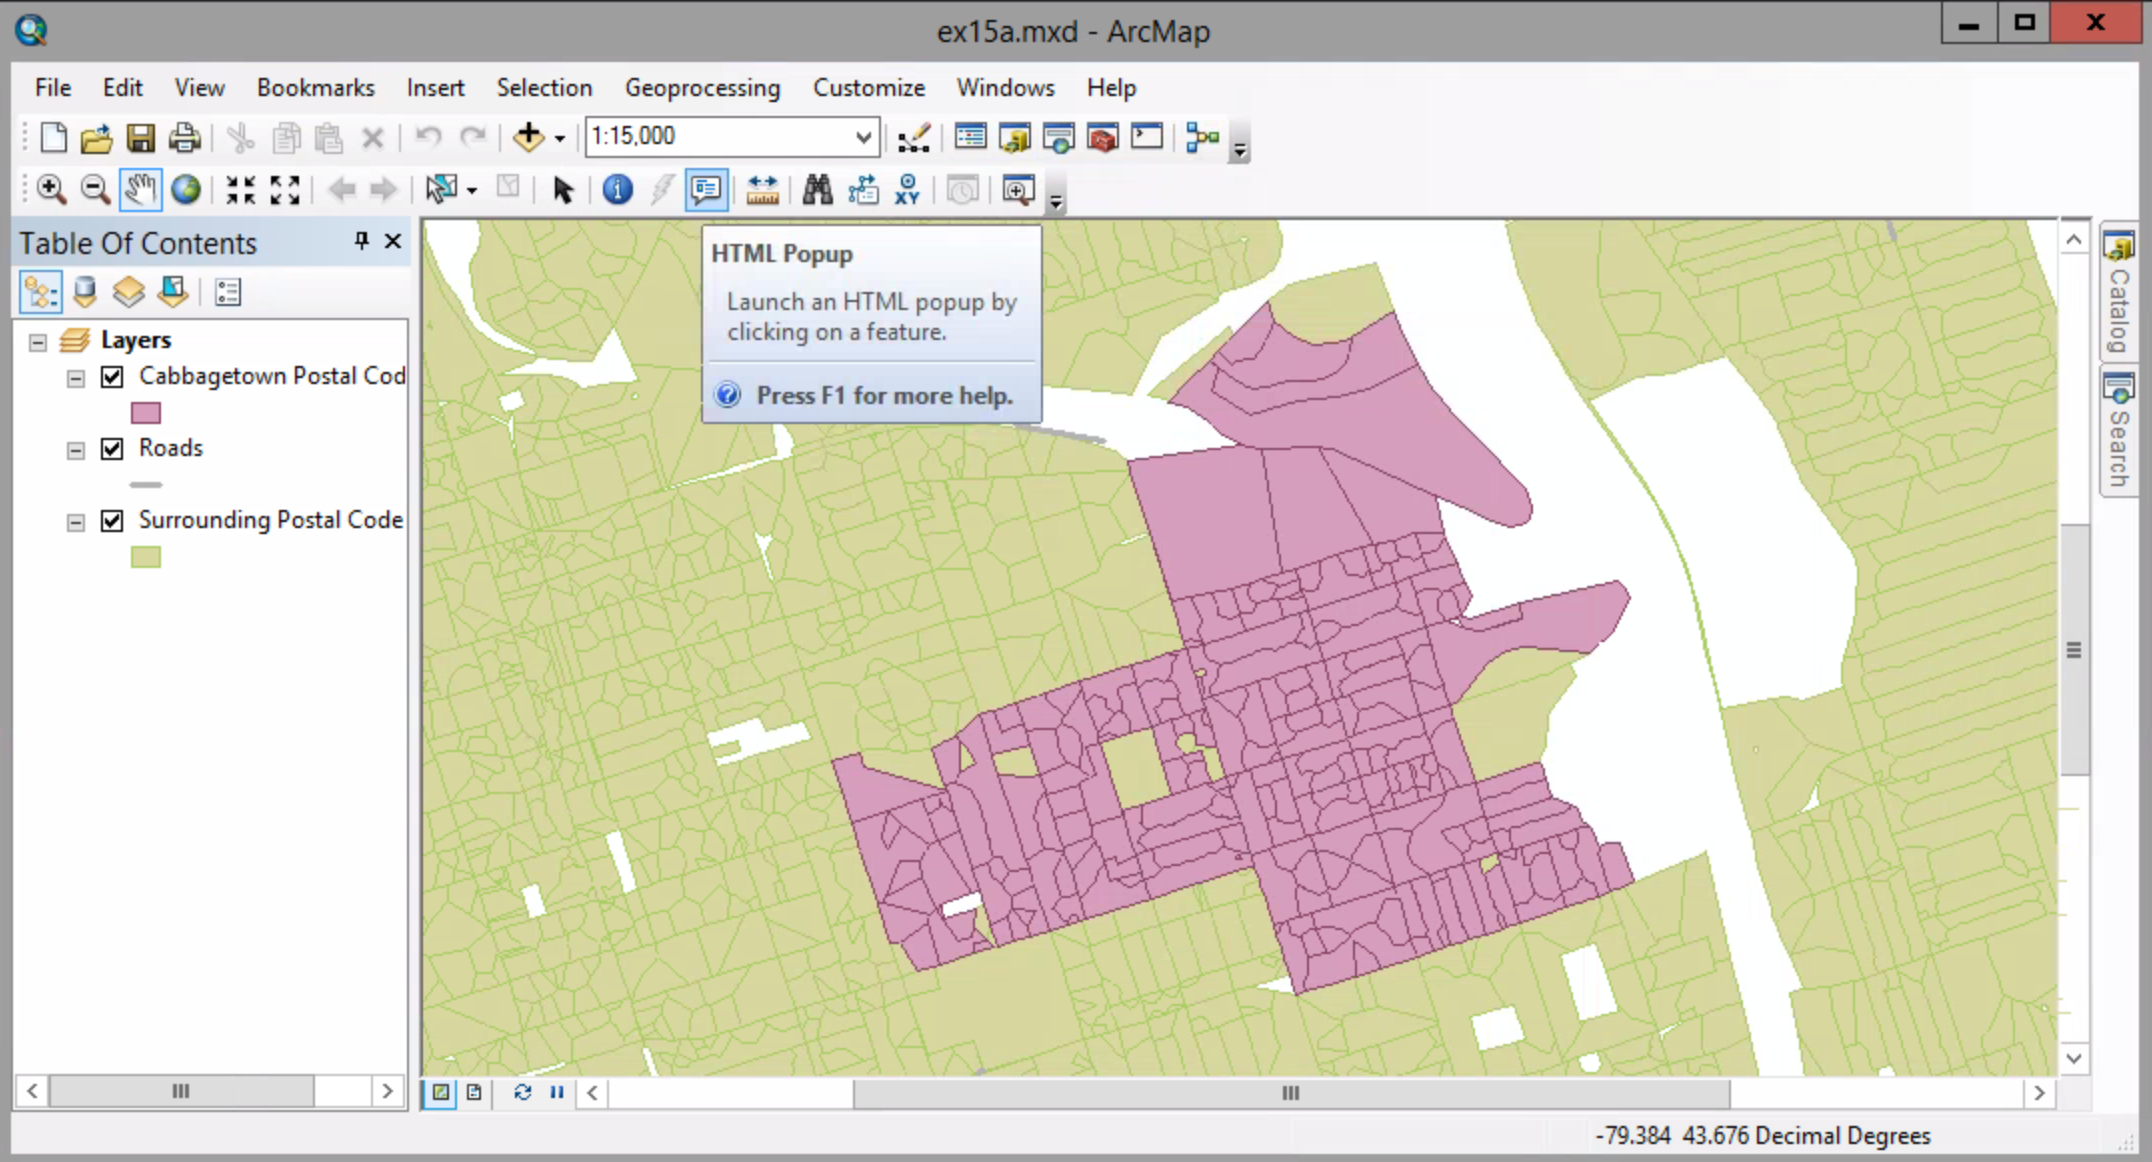 ex15a.mxd - ArcMap
File Edit View Bookmarks Insert Selection Geoprocessing Customize Windows Help
1:15,000
XY
Table Of Contents
Layers
Cabbagetown Postal Cod
Roads
Surrounding Postal Code
HTML Popup
Launch an HTML popup by
clicking on a feature.
Press F1 for more help.
Catalog
Search
-79.384 43.676 Decimal Degrees